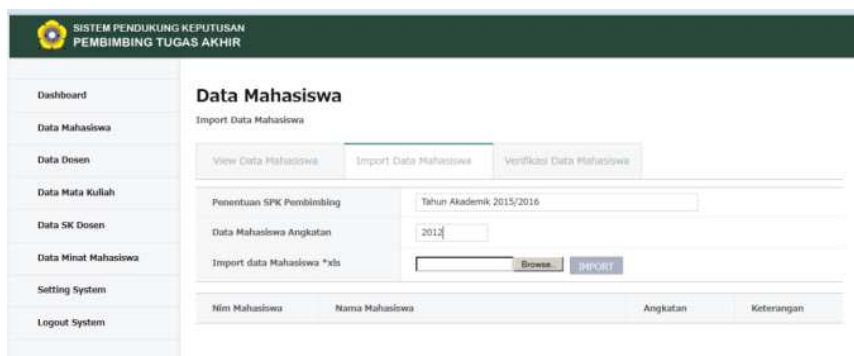 SISTEM PENDUKUNG KEPUTUSAN
PEMBIMBING TUGAS AKHIR
Dashboard
Data Mahasiswa
Data Dosen
Data Mata Kuliah
Data SK Dosen
Data Minat Mahasiswa
Setting System
Logout System
Data Mahasiswa
Import Data Mahasiswa
View Data Mahasiswa Import Data Mahasiswa Verifikasi Data Mahasiswa
Penentuan SPK Pembimbing Tahun Akademik 2015/2016
Data Mahasiswa Angkatan 2012
Import data Mahasiswa *xls Browse... IMPORT
Nim Mahasiswa Nama Mahasiswa Angkatan Keterangan